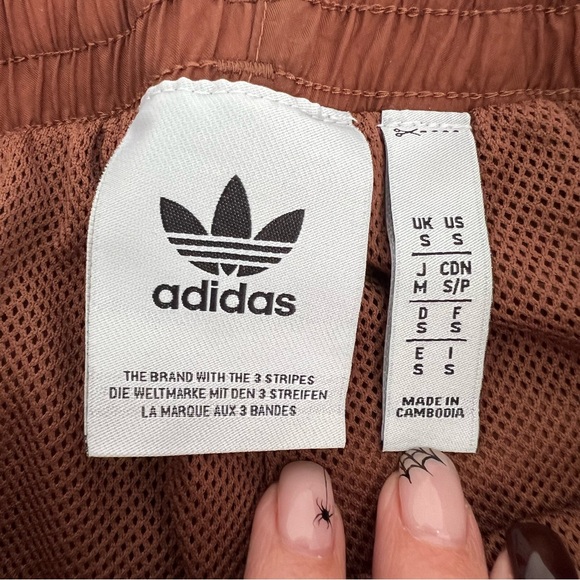 adidas
THE BRAND WITH THE 3 STRIPES
DIE WELTMARKE MIT DEN 3 STREIFEN
LA MARQUE AUX 3 BANDES
UK US
S S
J CDN
M S/P
D F
S S
E I
S S
MADE IN
CAMBODIA